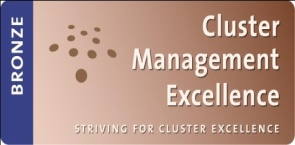 BRONZE
Cluster
Management
Excellence
STRIVING FOR CLUSTER EXCELLENCE